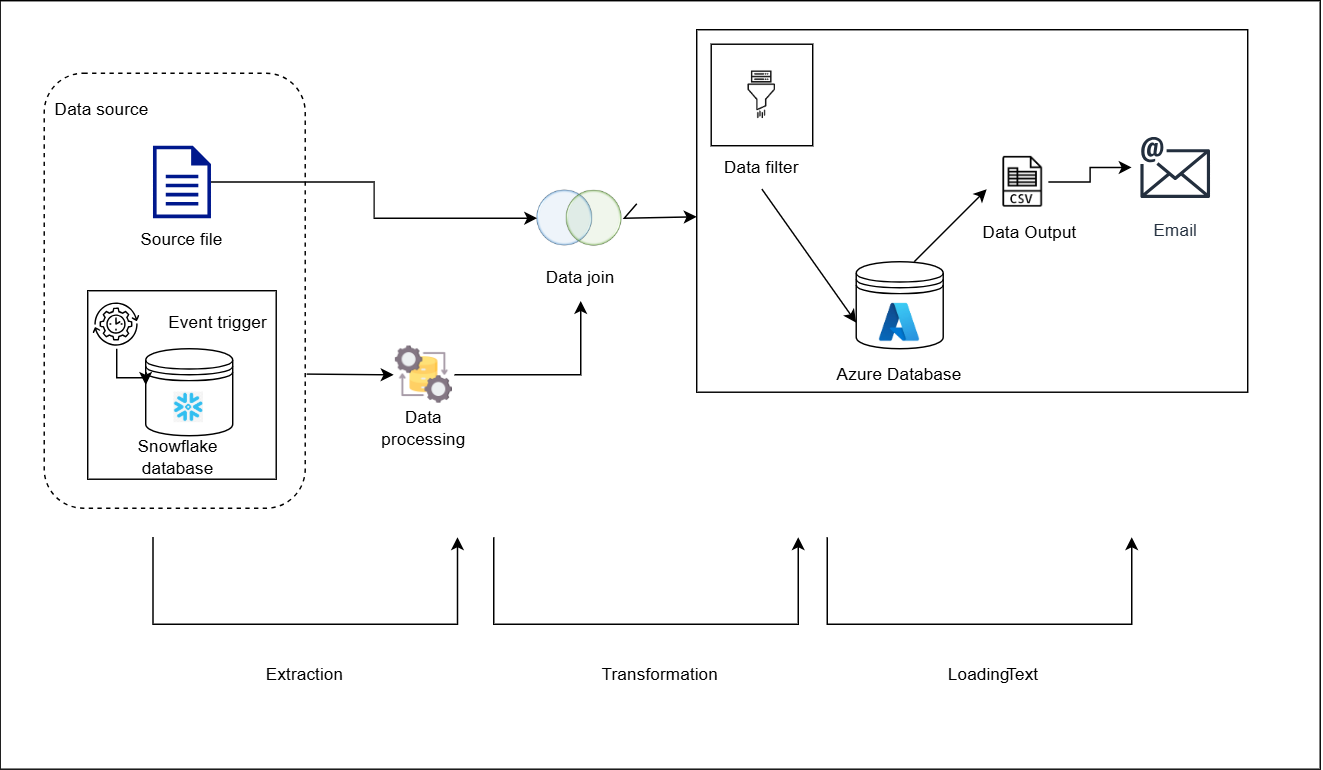 Data source
Source file
Event trigger
Snowflake
database
Data
processing
Data join
Data filter
Azure Database
CSV
Data Output
@
Email
Extraction
Transformation
LoadingText